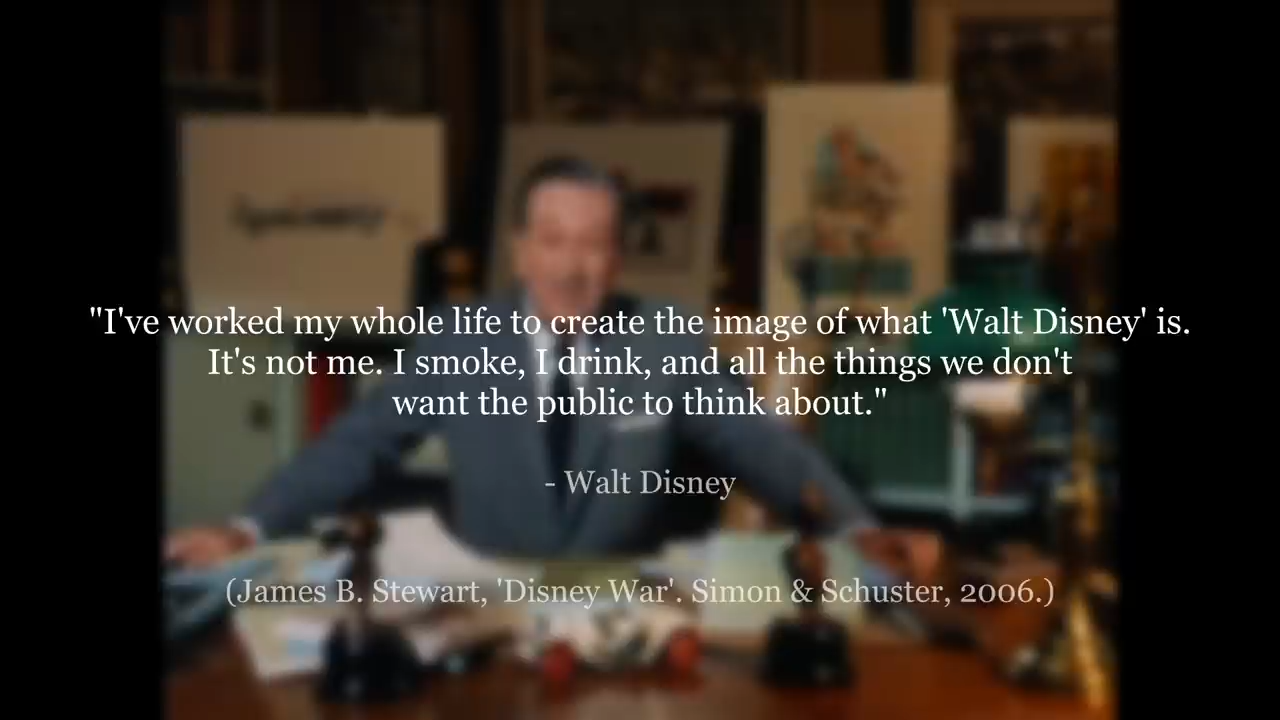 "I've worked my whole life to create the image of what 'Walt Disney' is.
It's not me. I smoke, I drink, and all the things we don't
want the public to think about."
- Walt Disney
(James B. Stewart, 'Disney War'. Simon & Schuster, 2006.)